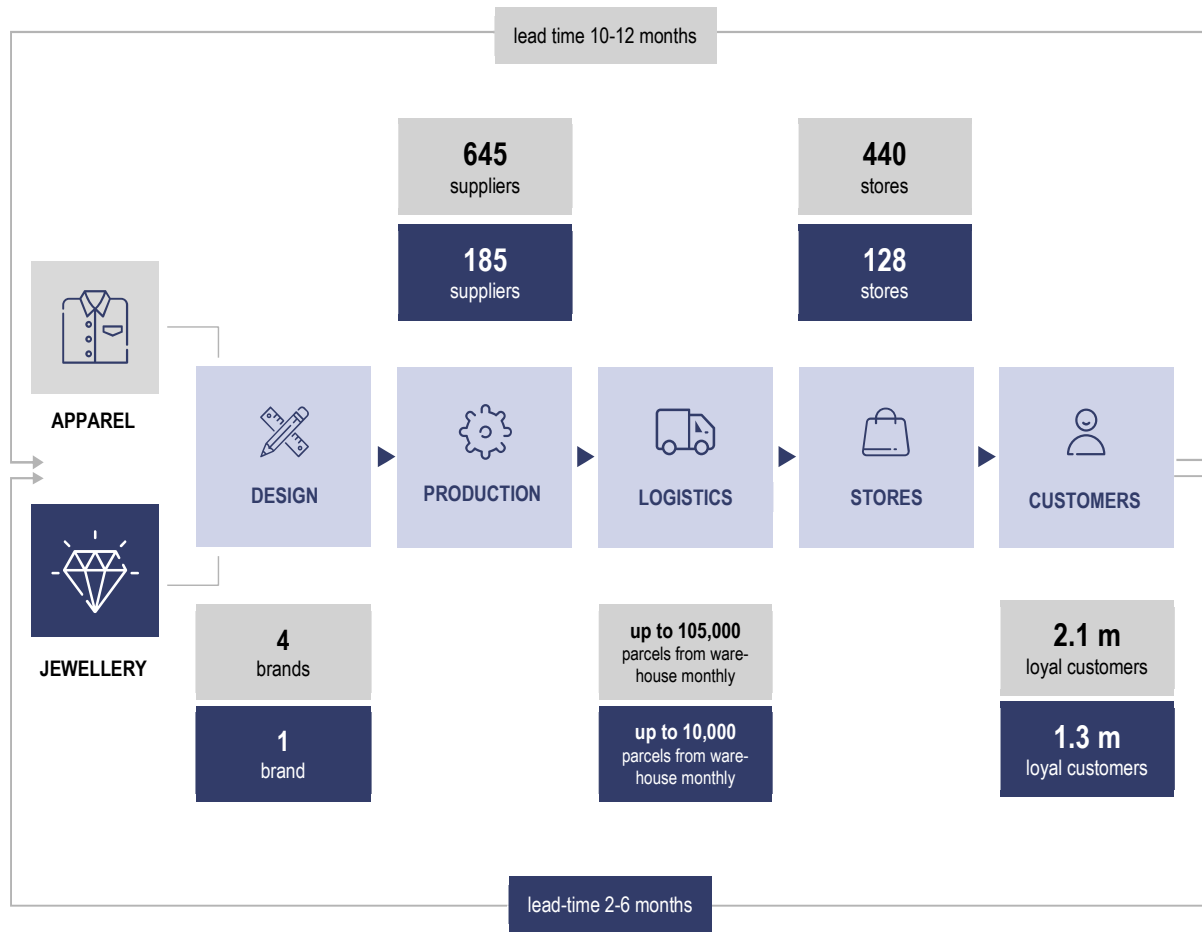 lead time 10-12 months
645
suppliers
440
stores
185
suppliers
128
stores
APPAREL
DESIGN
PRODUCTION
LOGISTICS
STORES
CUSTOMERS
JEWELLERY
4
brands
up to 105,000
parcels from ware-
house monthly
2.1 m
loyal customers
1
brand
up to 10,000
parcels from ware-
house monthly
1.3 m
loyal customers
lead-time 2-6 months